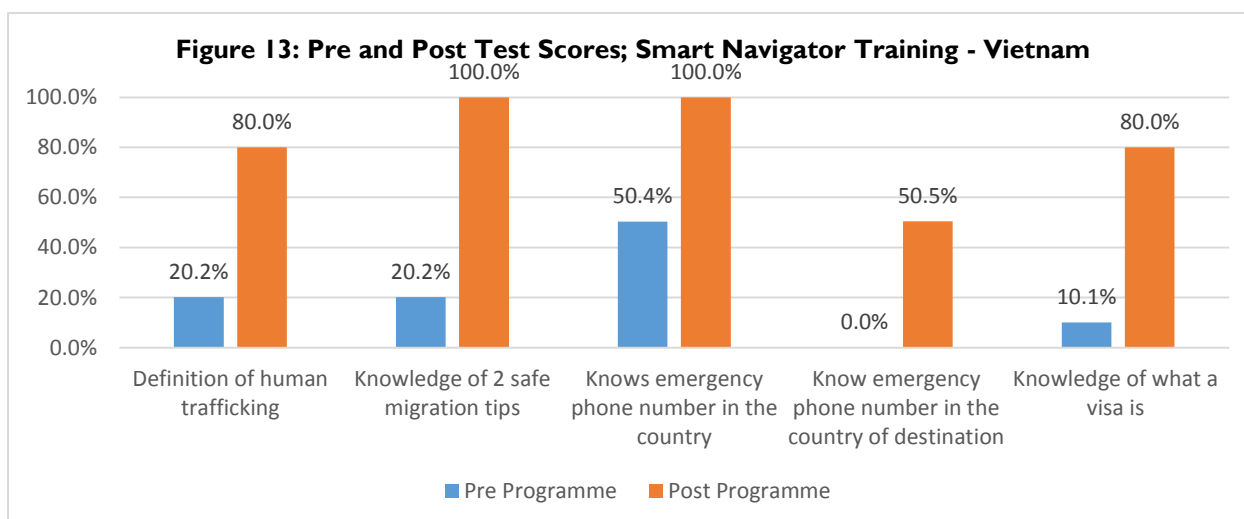 Figure 13: Pre and Post Test Scores; Smart Navigator Training - Vietnam
100.0%
80.0%
60.0%
40.0%
20.0%
0.0%
20.2%
80.0%
20.2%
100.0%
50.4%
100.0%
0.0%
50.5%
10.1%
80.0%
Definition of human
trafficking
Knowledge of 2 safe
migration tips
Knows emergency
phone number in the
country
Know emergency
phone number in the
country of destination
Knowledge of what a
visa is
Pre Programme
Post Programme